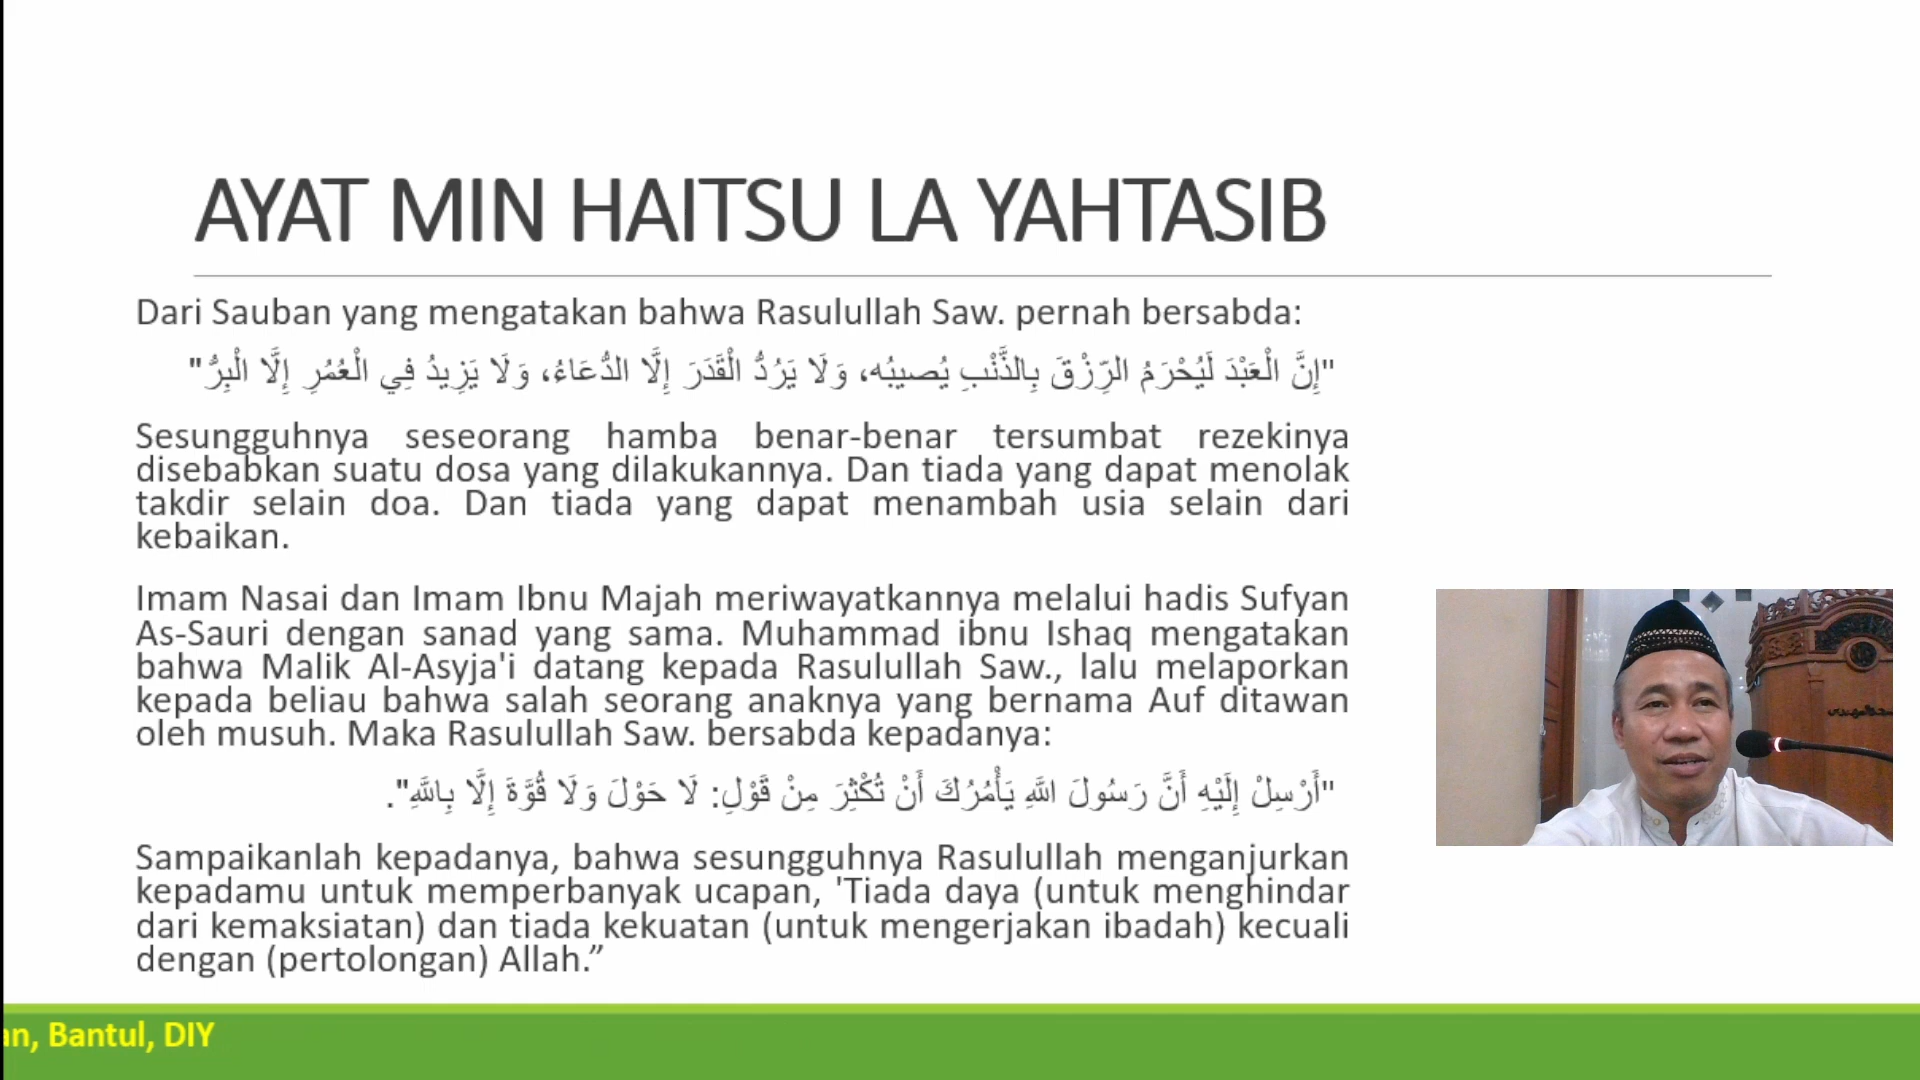 AYAT MIN HAITSU LA YAHTASIB
Dari Sauban yang mengatakan bahwa Rasulullah Saw. pernah bersabda:
"إِنَّ الْعَبْدَ لَيُحْرَمُ الرِّزْقَ بِالذَّنْبِ يُصيبُه، وَلَا يَرُدُّ الْقَدَرَ إِلَّا الدُّعَاءُ، وَلَا يَزِيدُ فِي الْعُمُرِ إِلَّا الْبِرُّ"
Sesungguhnya seseorang hamba benar-benar tersumbat rezekinya
disebabkan suatu dosa yang dilakukannya. Dan tiada yang dapat menolak
takdir selain doa. Dan tiada yang dapat menambah usia selain dari
kebaikan.
Imam Nasai dan Imam Ibnu Majah meriwayatkannya melalui hadis Sufyan
As-Sauri dengan sanad yang sama. Muhammad ibnu Ishaq mengatakan
bahwa Malik Al-Asyja'i datang kepada Rasulullah Saw., lalu melaporkan
kepada beliau bahwa salah seorang anaknya yang bernama Auf ditawan
oleh musuh. Maka Rasulullah Saw. bersabda kepadanya:
"أَرْسِلْ إِلَيْهِ أَنَّ رَسُولَ اللَّهِ يَأْمُرُكَ أَنْ تُكْثِرَ مِنْ قَوْلِ: لَا حَوْلَ وَلَا قُوَّةَ إِلَّا بِاللَّهِ".
Sampaikanlah kepadanya, bahwa sesungguhnya Rasulullah menganjurkan
kepadamu untuk memperbanyak ucapan, 'Tiada daya (untuk menghindar
dari kemaksiatan) dan tiada kekuatan (untuk mengerjakan ibadah) kecuali
dengan (pertolongan) Allah.”
an, Bantul, DIY